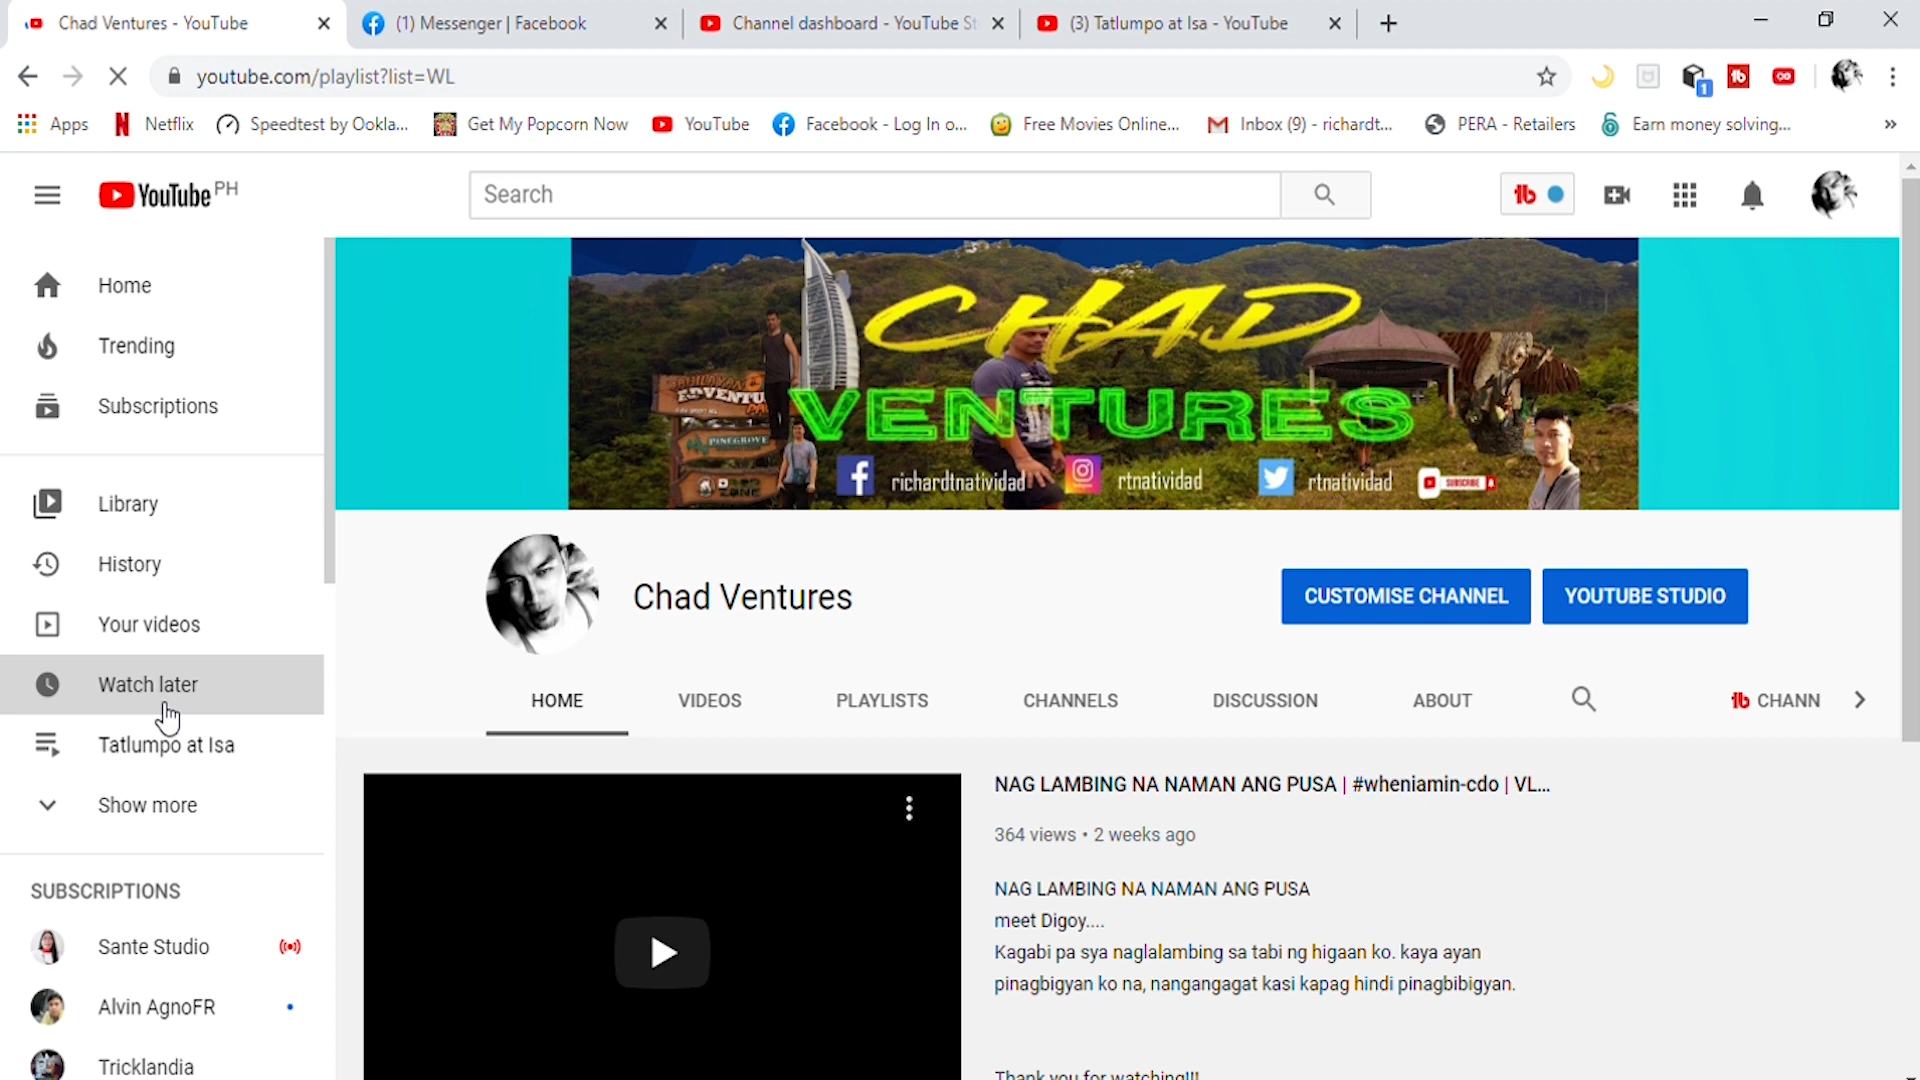 Chad Ventures - YouTube
(1) Messenger | Facebook
Channel dashboard - YouTube St
(3) Tatlumpo at Isa - YouTube
youtube.com/playlist?list=WL
1
Apps
Netflix
Speedtest by Ookla...
Get My Popcorn Now
YouTube
Facebook - Log In o...
Free Movies Online...
Inbox (9) - richardt...
PERA - Retailers
Earn money solving...
YouTube PH
Search
Home
Trending
Subscriptions
Library
History
Your videos
Watch later
Tatlumpo at Isa
Show more
SUBSCRIPTIONS
Sante Studio
Alvin AgnoFR
Tricklandia
CHAD
VENTURES
PINEGROVE
richardtnatividad
rtnatividad
rtnatividad
SUBSCRIBE
Chad Ventures
CUSTOMISE CHANNEL
YOUTUBE STUDIO
HOME
VIDEOS
PLAYLISTS
CHANNELS
DISCUSSION
ABOUT
CHANN
NAG LAMBING NA NAMAN ANG PUSA | #wheniamin-cdo | VL...
364 views • 2 weeks ago
NAG LAMBING NA NAMAN ANG PUSA
meet Digoy....
Kagabi pa sya naglalambing sa tabi ng higaan ko. kaya ayan
pinagbigyan ko na, nangangagat kasi kapag hindi pinagbibigyan.
Thank you for watching!!!